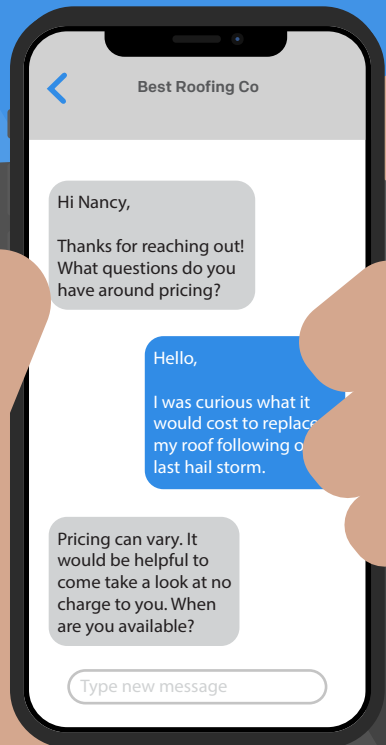 Best Roofing Co
Hi Nancy,
Thanks for reaching out!
What questions do you
have around pricing?
Hello,
I was curious what it
would cost to replace
my roof following
last hail storm.
Pricing can vary. It
would be helpful to
come take a look at no
charge to you. When
are you available?
Type new message